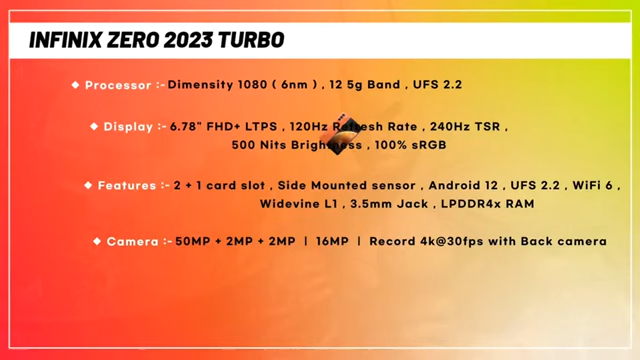 INFINIX ZERO 2023 TURBO
◆ Processor :- Dimensity 1080 ( 6nm ) , 12 5g Band , UFS 2.2
◆ Display :- 6.78" FHD+ LTPS , 120Hz Refresh Rate , 240Hz TSR ,
500 Nits Brightness , 100% sRGB
◆ Features :- 2 + 1 card slot , Side Mounted sensor , Android 12 , UFS 2.2 , WiFi 6 ,
Widevine L1 , 3.5mm Jack , LPDDR4x RAM
◆ Camera :- 50MP + 2MP + 2MP | 16MP | Record 4k@30fps with Back camera